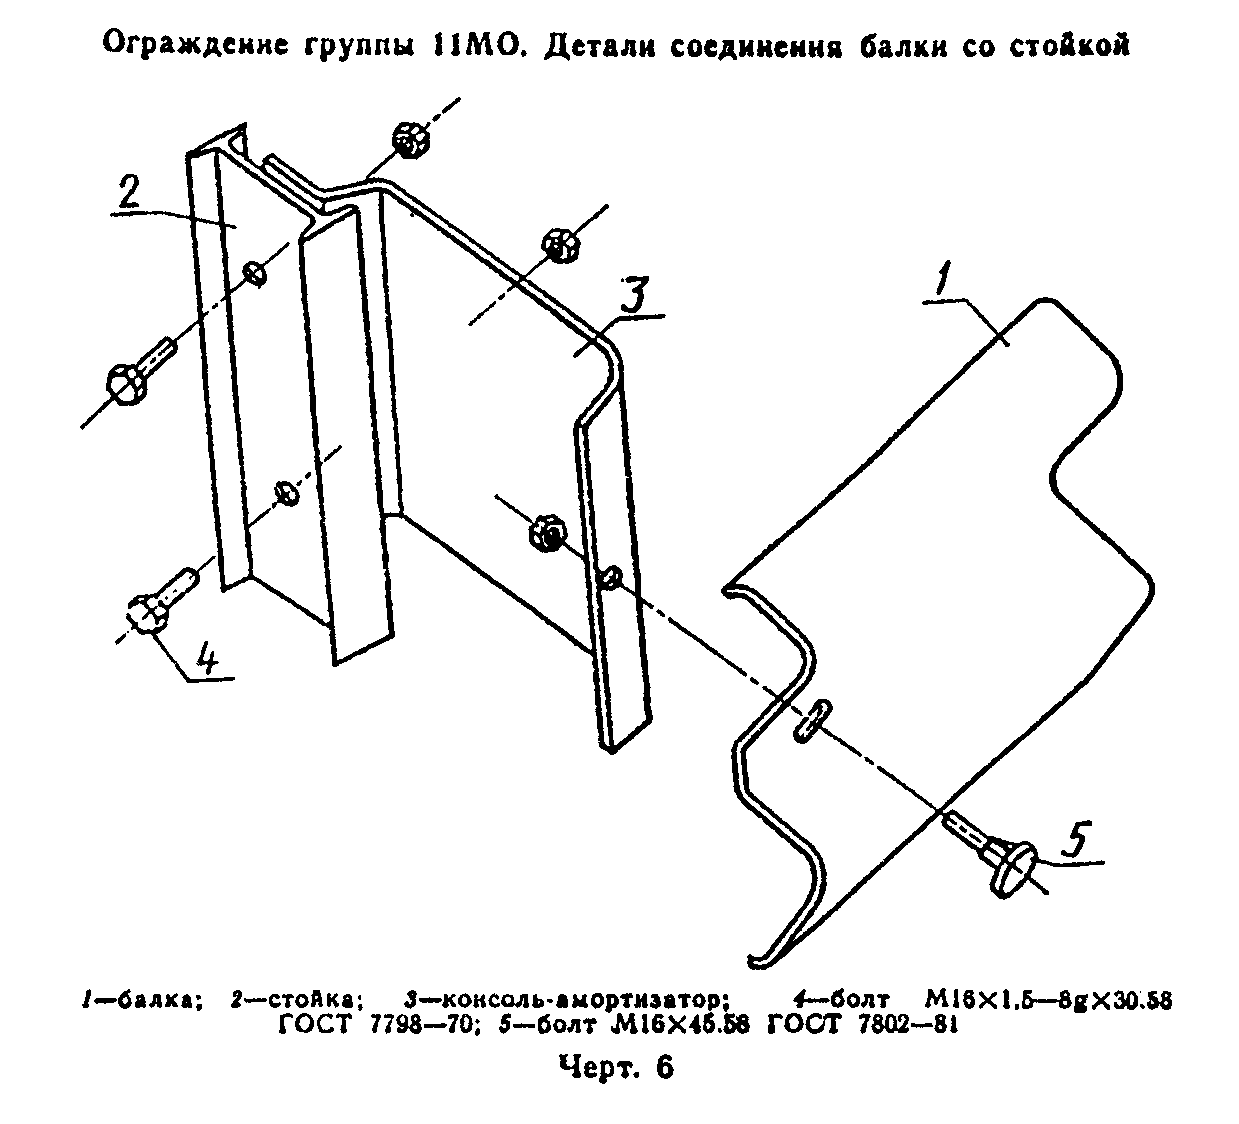 Ограждение группы 11МО. Детали соединения балки со стойкой
2
3
1
4
5
1—балка; 2—стойка; 3—консоль-амортизатор; 4—болт М16×1,5—8g×30.58
ГОСТ 7798—70; 5—болт М16×45.58 ГОСТ 7802—81
Черт. 6